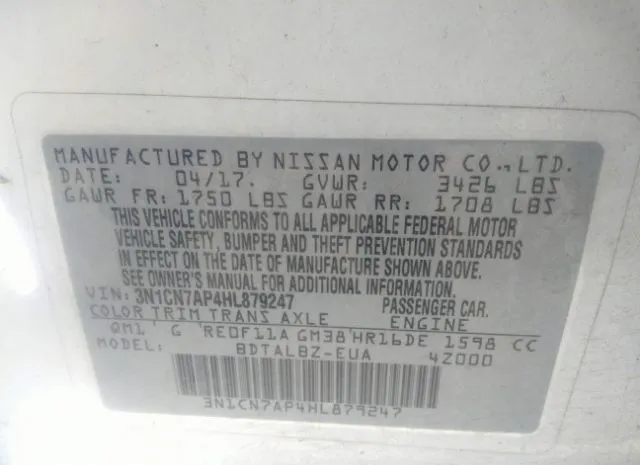 MANUFACTURED BY NISSAN MOTOR CO., LTD.
DATE: 04/17. GVWR: 3426 LBS
GAWR FR: 1750 LBS GAWR RR: 1708 LBS
THIS VEHICLE CONFORMS TO ALL APPLICABLE FEDERAL MOTOR
VEHICLE SAFETY, BUMPER AND THEFT PREVENTION STANDARDS
IN EFFECT ON THE DATE OF MANUFACTURE SHOWN ABOVE.
SEE OWNER'S MANUAL FOR ADDITIONAL INFORMATION.
VIN: 3N1CN7AP4HL879247 PASSENGER CAR.
COLOR TRIM TRANS AXLE ENGINE
QM1 G RE0F11A GM38 HR16DE 1598 CC
MODEL: BDTALBZ-EUA 4Z000
3N1CN7AP4HL879247